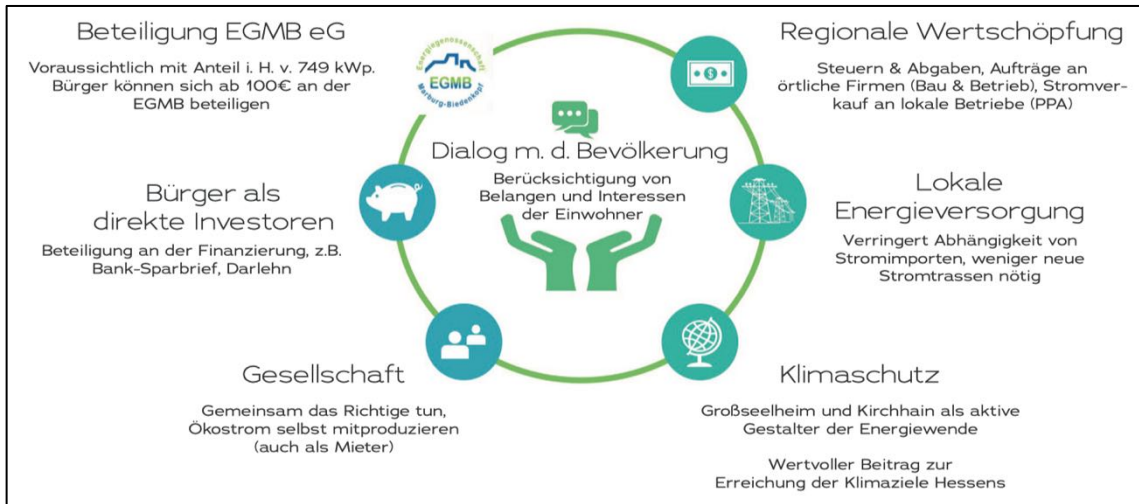 Beteiligung EGMB eG
Voraussichtlich mit Anteil i. H. v. 749 kWp.
Bürger können sich ab 100€ an der
EGMB beteiligen
Energiegenossenschaft
EGMB
Marburg-Biedenkopf
Regionale Wertschöpfung
Steuern & Abgaben, Aufträge an
örtliche Firmen (Bau & Betrieb), Stromver-
kauf an lokale Betriebe (PPA)
Dialog m. d. Bevölkerung
Berücksichtigung von
Belangen und Interessen
der Einwohner
Bürger als
direkte Investoren
Beteiligung an der Finanzierung, z.B.
Bank-Sparbrief, Darlehn
Lokale
Energieversorgung
Verringert Abhängigkeit von
Stromimporten, weniger neue
Stromtrassen nötig
Gesellschaft
Gemeinsam das Richtige tun,
Ökostrom selbst mitproduzieren
(auch als Mieter)
Klimaschutz
Großseelheim und Kirchhain als aktive
Gestalter der Energiewende
Wertvoller Beitrag zur
Erreichung der Klimaziele Hessens